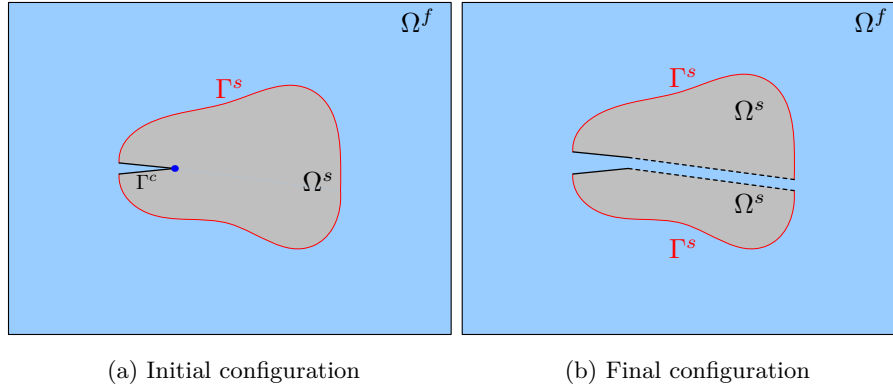 Ω^f
Γ^s
Γ^c
Ω^s
(a) Initial configuration
Ω^f
Γ^s
Ω^s
Ω^s
Γ^s
(b) Final configuration